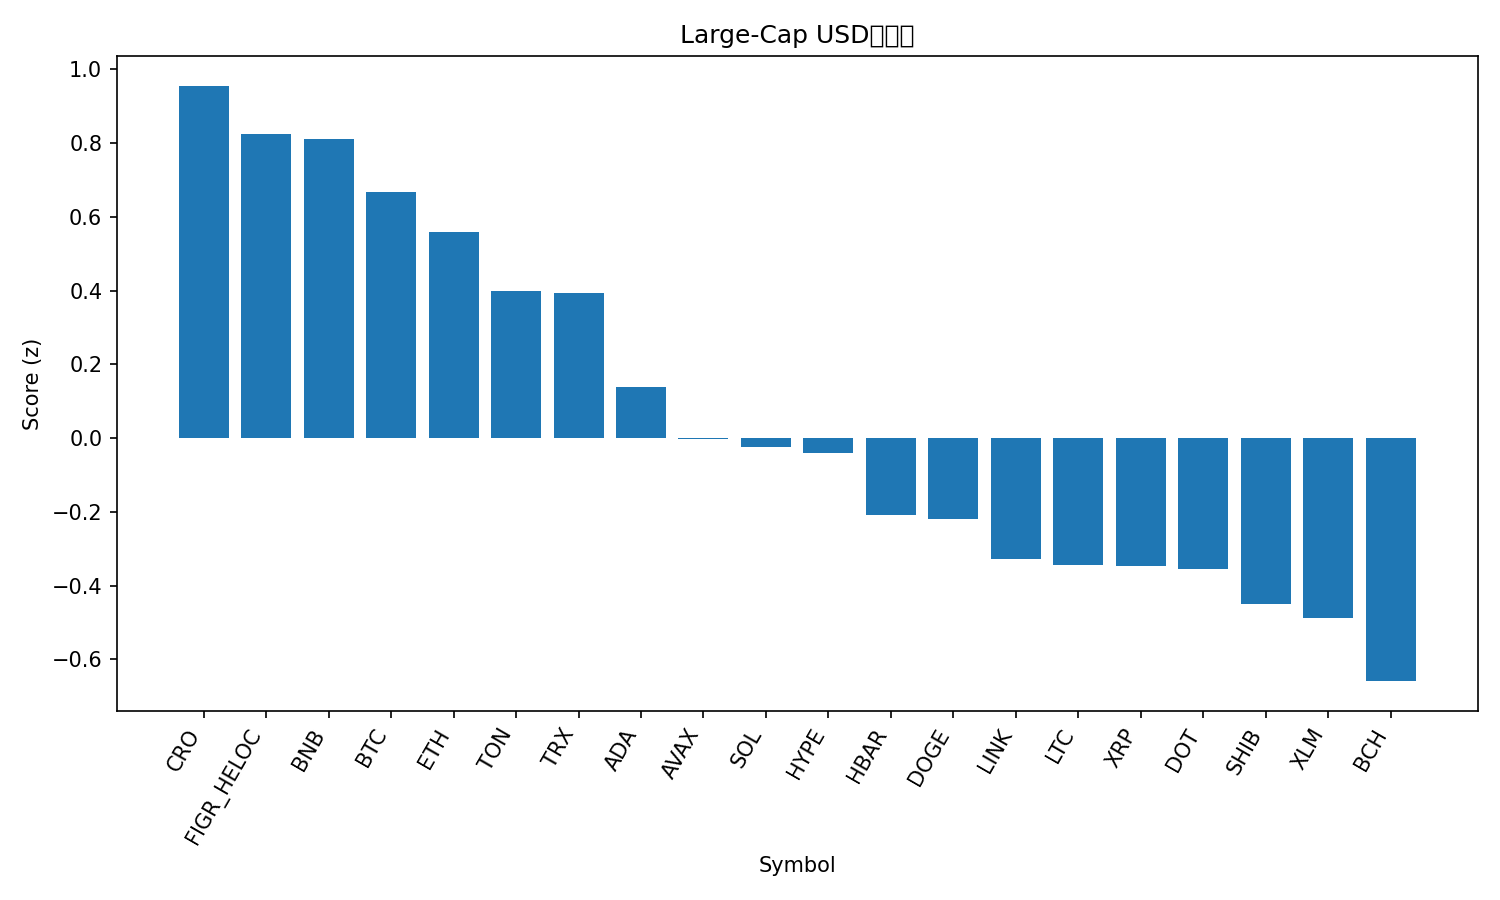 Large-Cap USD
1.0
0.8
0.6
0.4
0.2
0.0
−0.2
−0.4
−0.6
Score (z)
CRO
FIGR_HELOC
BNB
BTC
ETH
TON
TRX
ADA
AVAX
SOL
HYPE
HBAR
DOGE
LINK
LTC
XRP
DOT
SHIB
XLM
BCH
Symbol